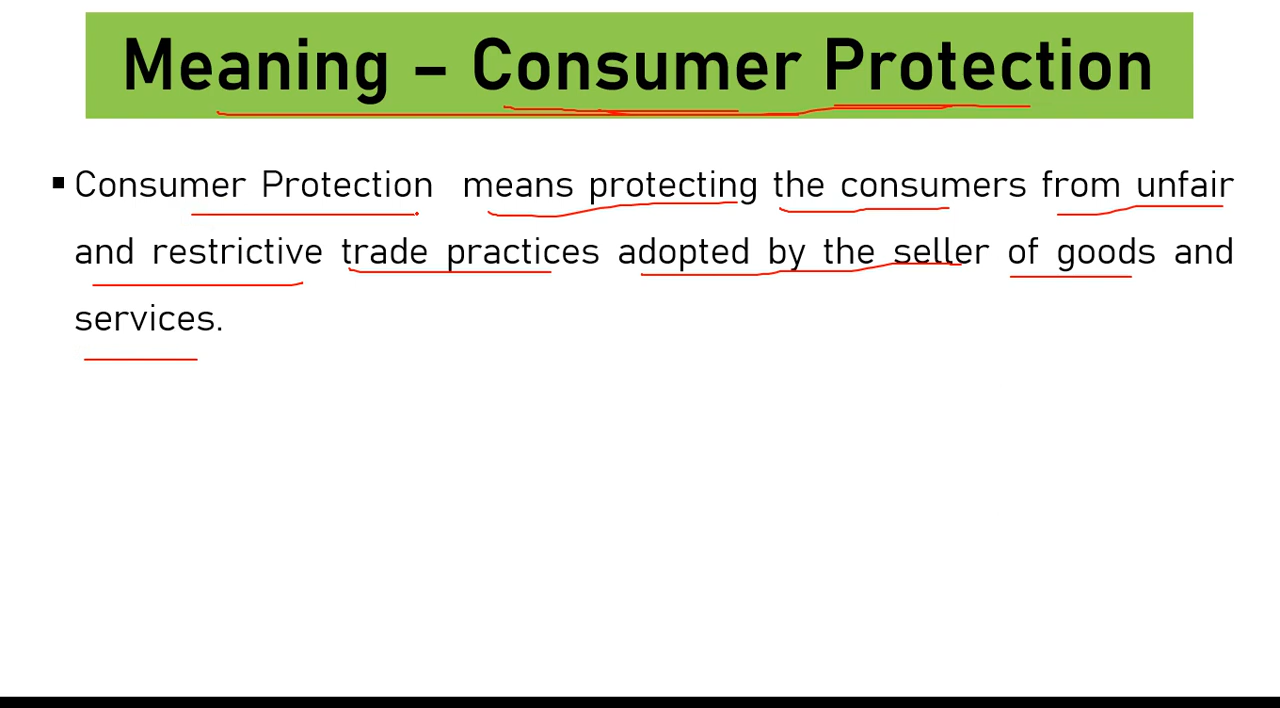 Meaning – Consumer Protection
▪ Consumer Protection means protecting the consumers from unfair
and restrictive trade practices adopted by the seller of goods and
services.